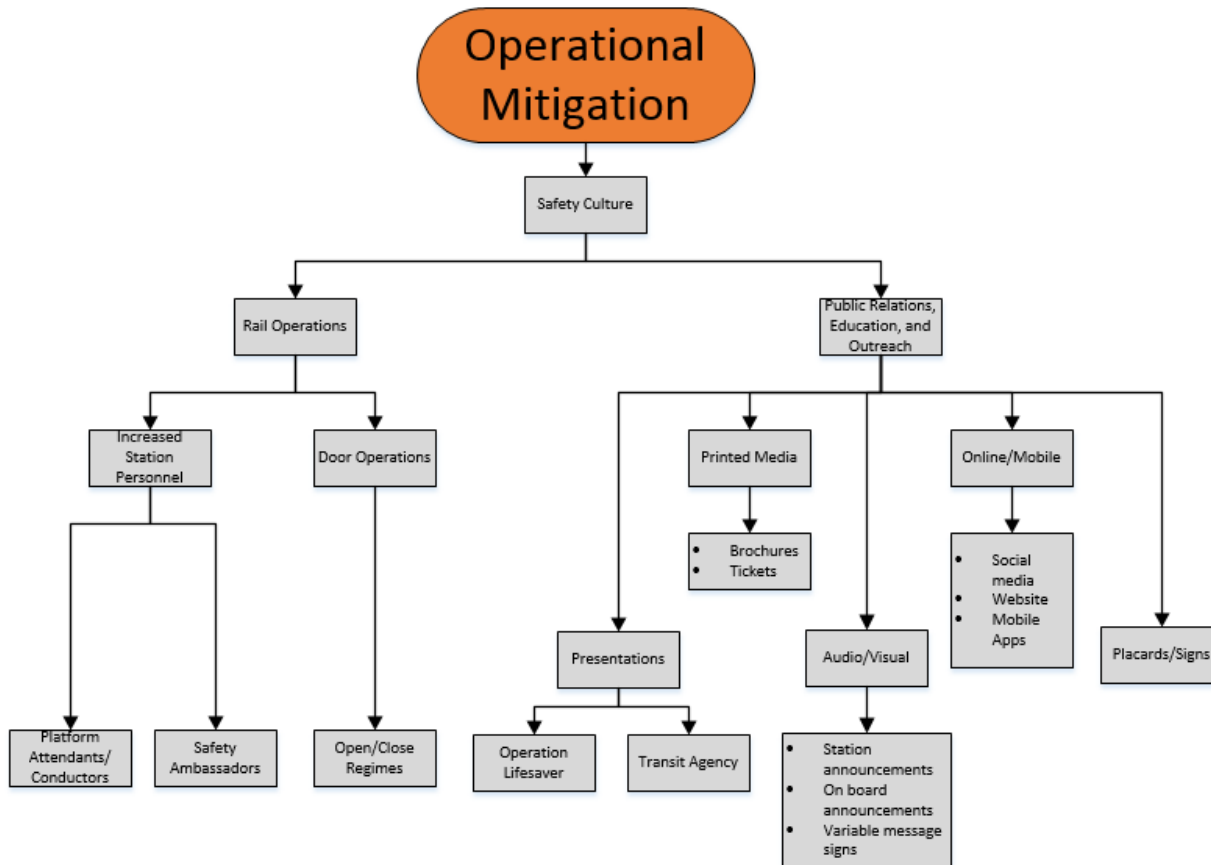 Operational
Mitigation
Safety Culture
Rail Operations
Public Relations,
Education, and
Outreach
Increased
Station
Personnel
Door Operations
Printed Media
Online/Mobile
• Brochures
• Tickets
• Social
media
• Website
• Mobile
Apps
Presentations
Audio/Visual
Placards/Signs
Platform
Attendants/
Conductors
Safety
Ambassadors
Open/Close
Regimes
Operation
Lifesaver
Transit Agency
• Station
announcements
• On board
announcements
• Variable message
signs